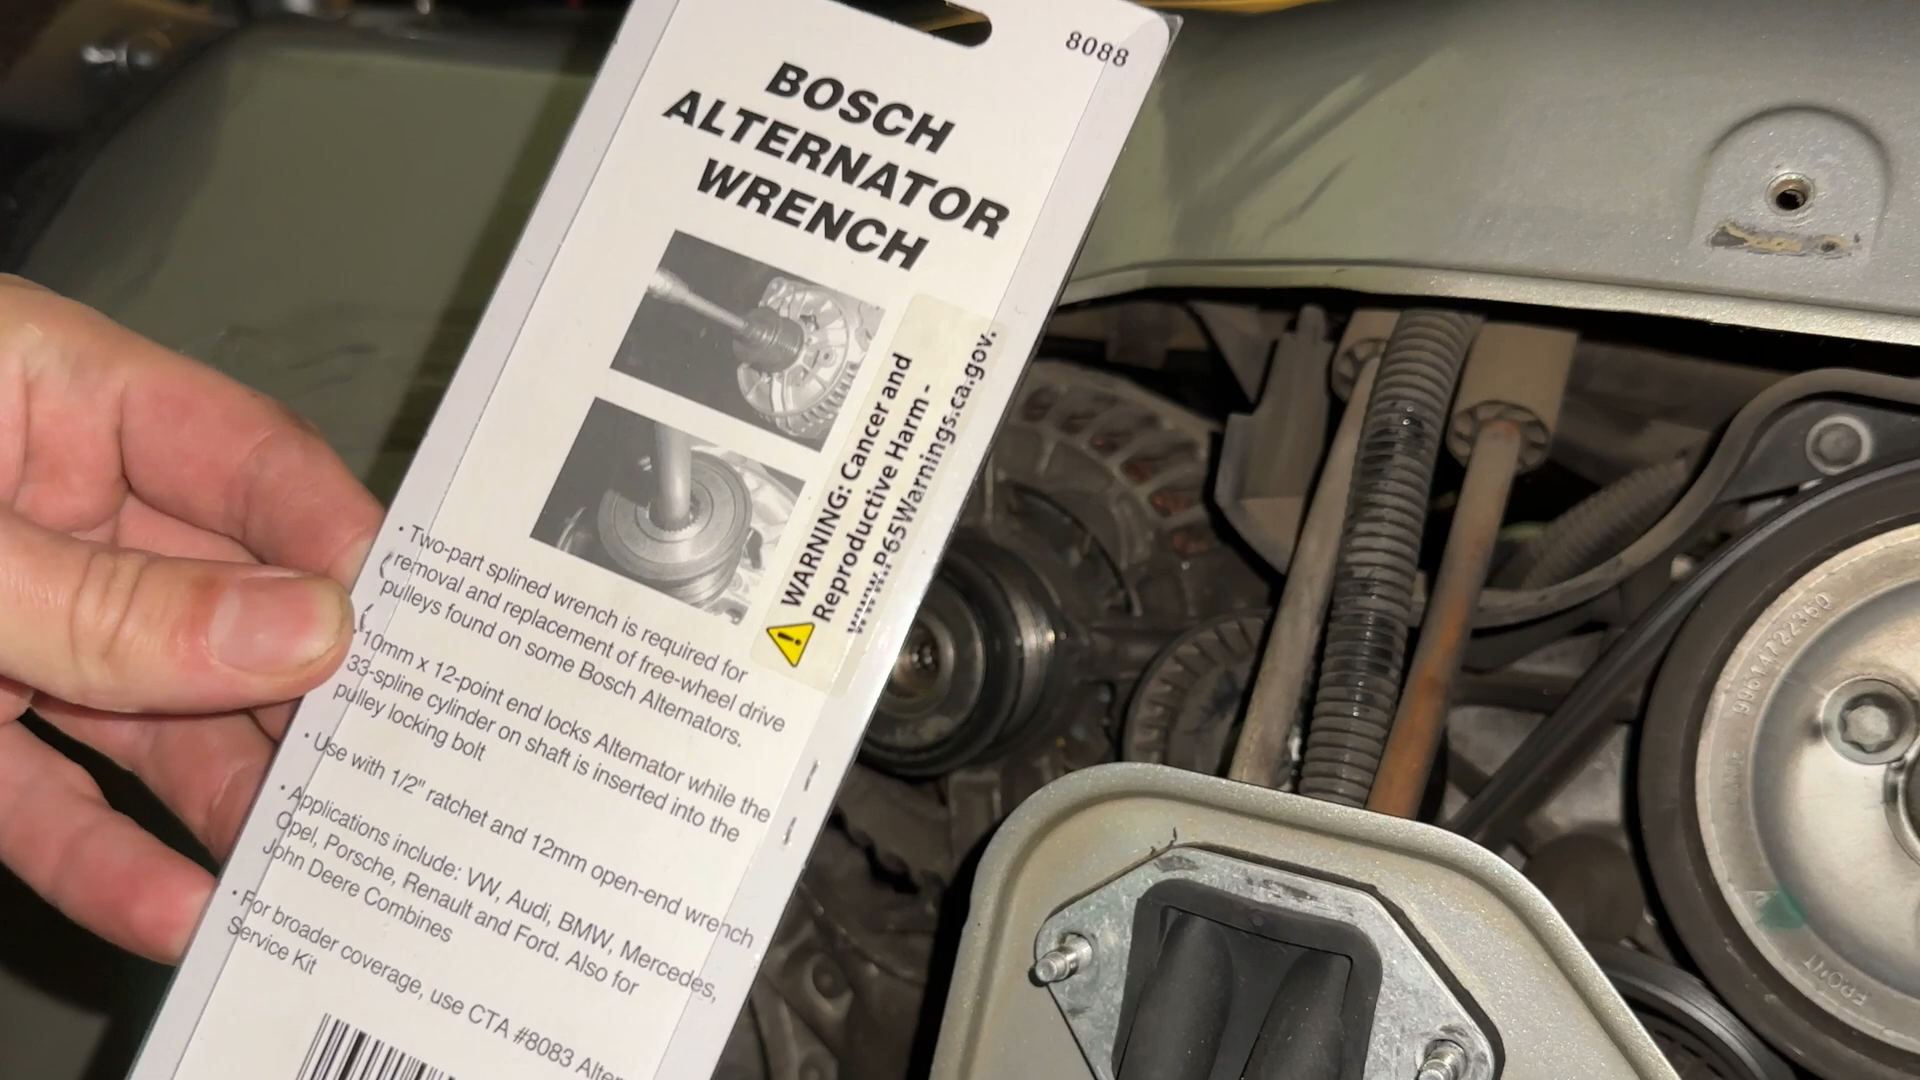 8088
BOSCH
ALTERNATOR
WRENCH
WARNING: Cancer and
Reproductive Harm -
www.P65Warnings.ca.gov.
• Two-part splined wrench is required for
removal and replacement of free-wheel drive
pulleys found on some Bosch Alternators.
• 10mm x 12-point end locks Alternator while the
33-spline cylinder on shaft is inserted into the
pulley locking bolt
• Use with 1/2" ratchet and 12mm open-end wrench
• Applications include: VW, Audi, BMW, Mercedes,
Opel, Porsche, Renault and Ford. Also for
John Deere Combines
• For broader coverage, use CTA #8083
Service Kit
FRONT